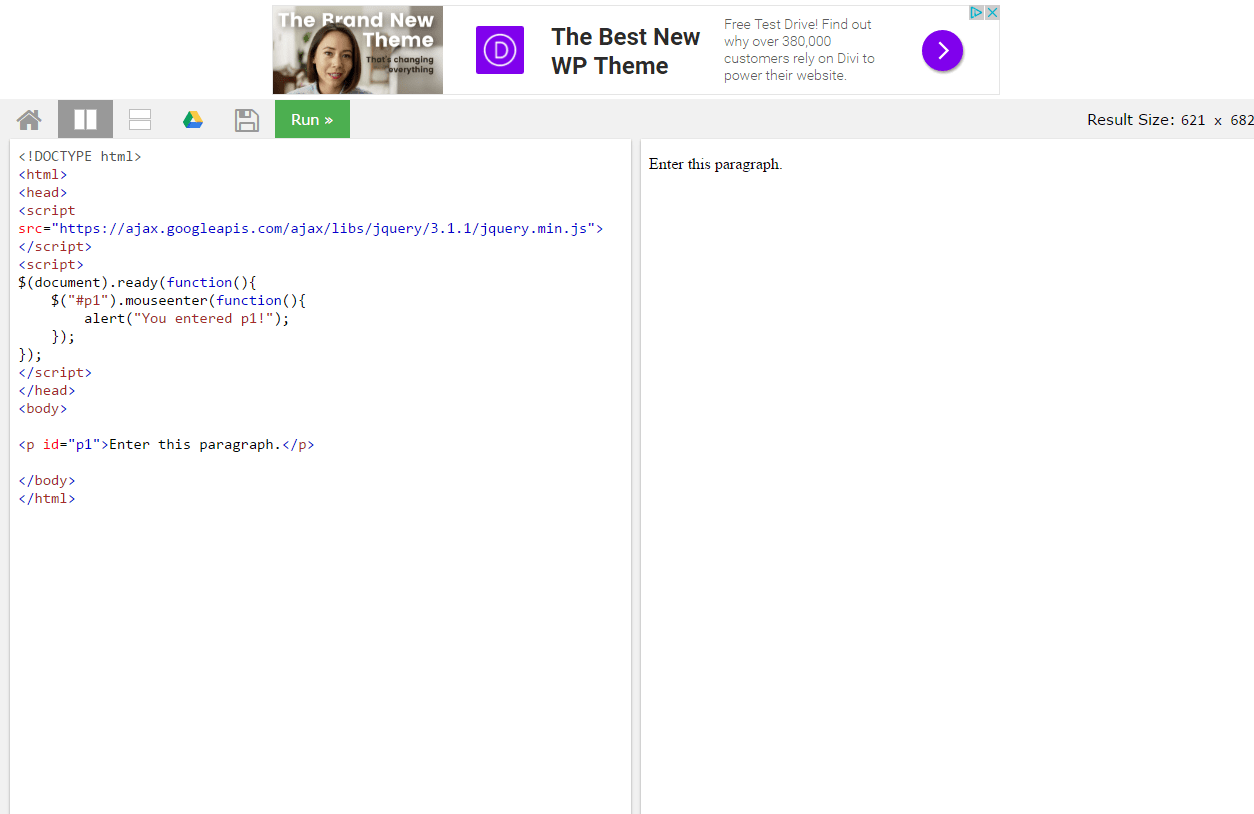 The Brand New
Theme
That's changing
everything
D
The Best New
WP Theme
Free Test Drive! Find out
why over 380,000
customers rely on Divi to
power their website.
Run »
Result Size: 621 x 682
<!DOCTYPE html>
<html>
<head>
<script
src="https://ajax.googleapis.com/ajax/libs/jquery/3.1.1/jquery.min.js">
</script>
<script>
$(document).ready(function(){
    $("#p1").mouseenter(function(){
        alert("You entered p1!");
    });
});
</script>
</head>
<body>
<p id="p1">Enter this paragraph.</p>
</body>
</html>
Enter this paragraph.